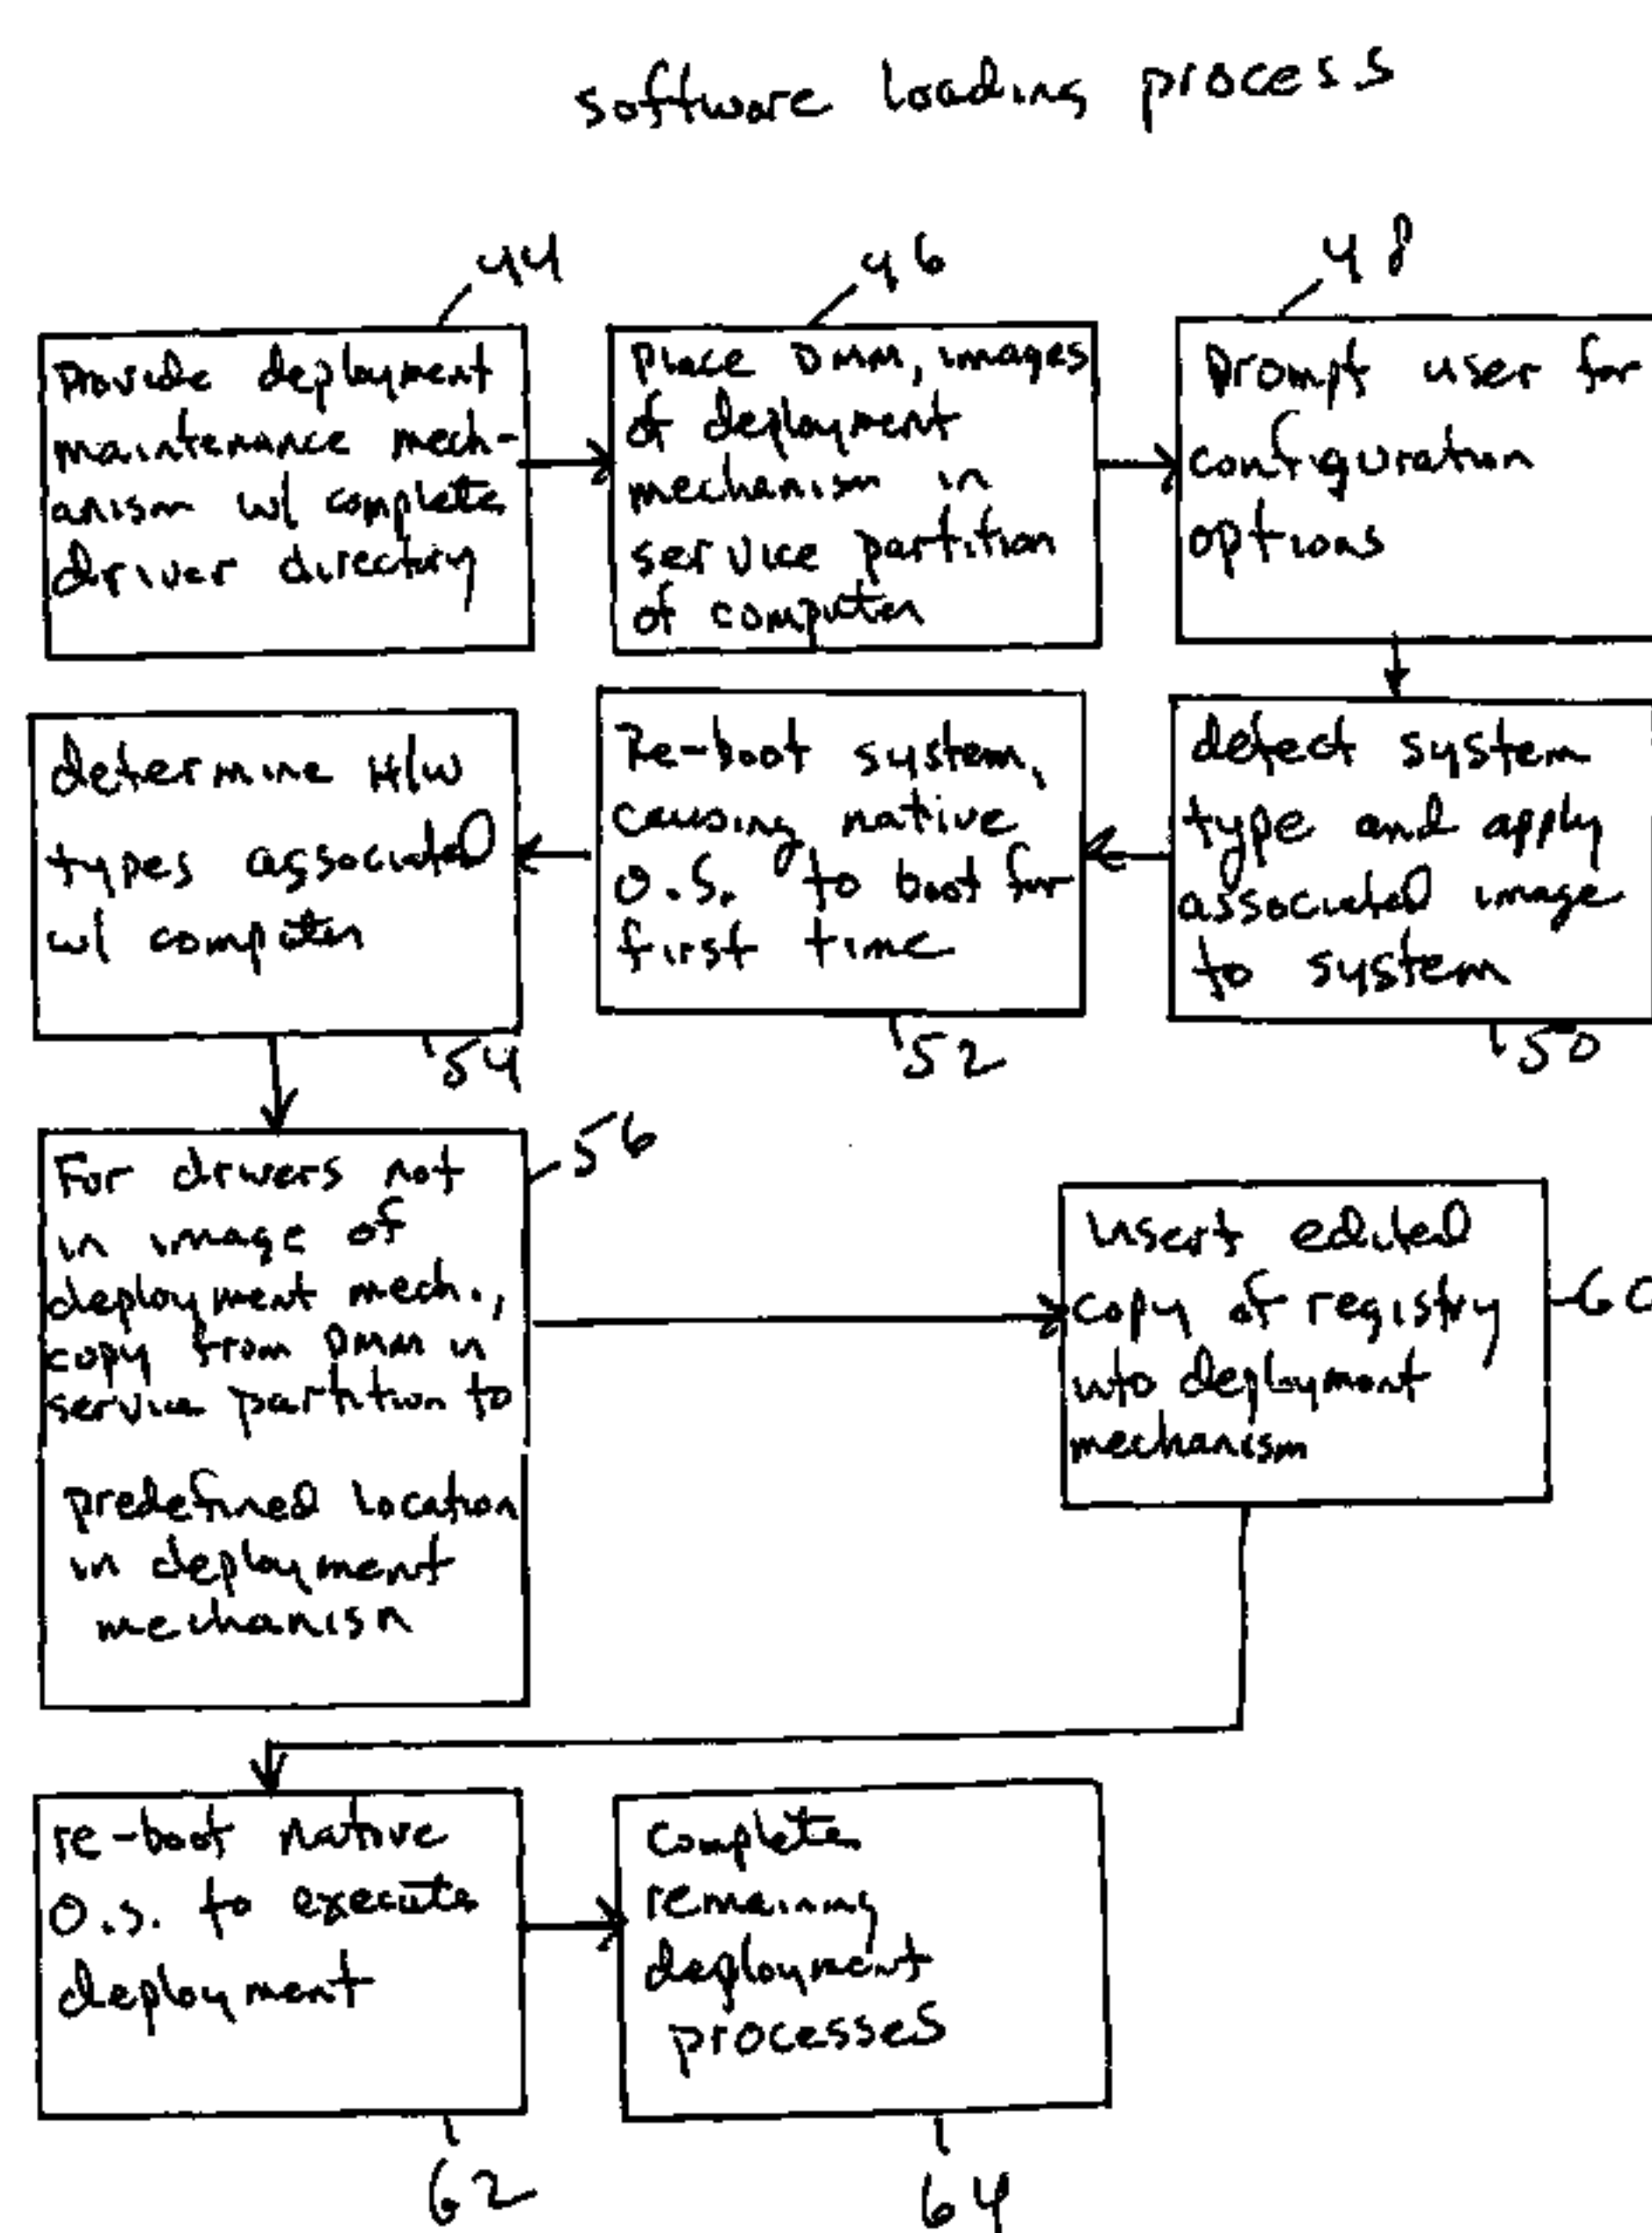 software loading process
44
provide deployment
maintenance mech-
anism w/ complete
driver directory
46
Place DMM, images
of deployment
mechanism in
service partition
of computer
48
prompt user for
configuration
options
detect system
type and apply
associated image
to system
50
Re-boot system,
causing native
O.S. to boot for
first time
52
determine H/W
types associated
w/ computer
54
56
For drivers not
in image of
deployment mech.,
copy from DMM in
service partition to
predefined location
in deployment
mechanism
insert edited
copy of registry
into deployment
mechanism
60
re-boot native
O.S. to execute
deployment
62
complete
remaining
deployment
processes
64